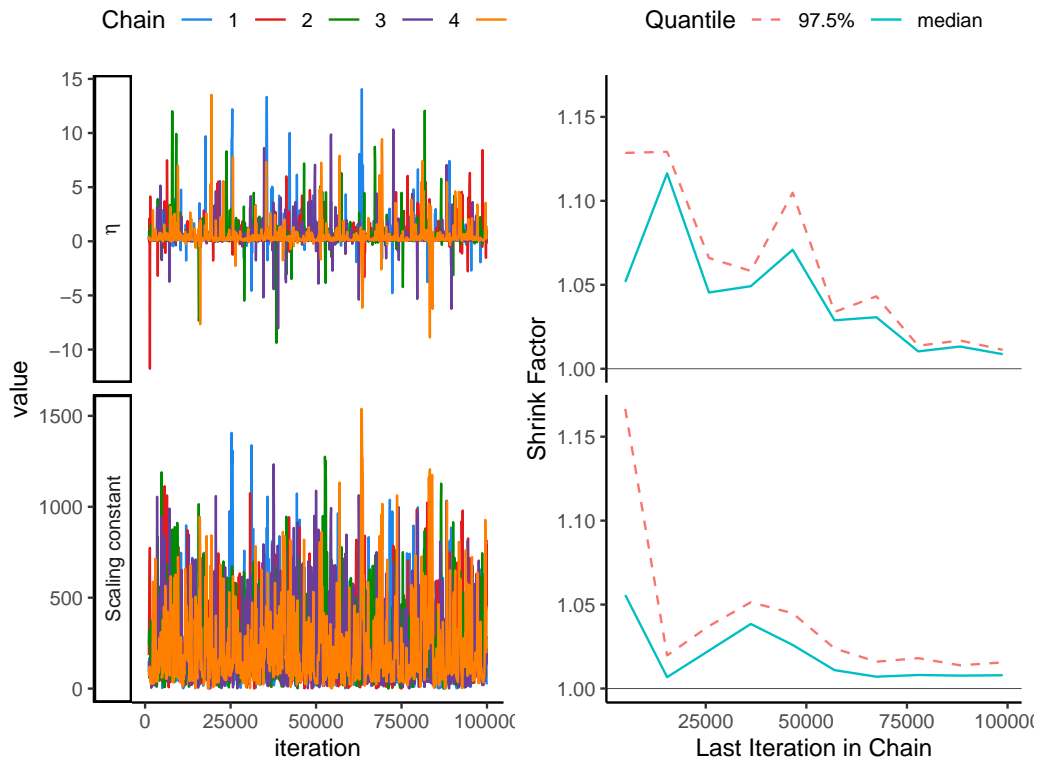 Chain 1 2 3 4
Quantile 97.5% median
value
η
15
10
5
0
−5
−10
Scaling constant
1500
1000
500
0
0 25000 50000 75000 100000
iteration
Shrink Factor
1.15
1.10
1.05
1.00
1.15
1.10
1.05
1.00
25000 50000 75000 100000
Last Iteration in Chain